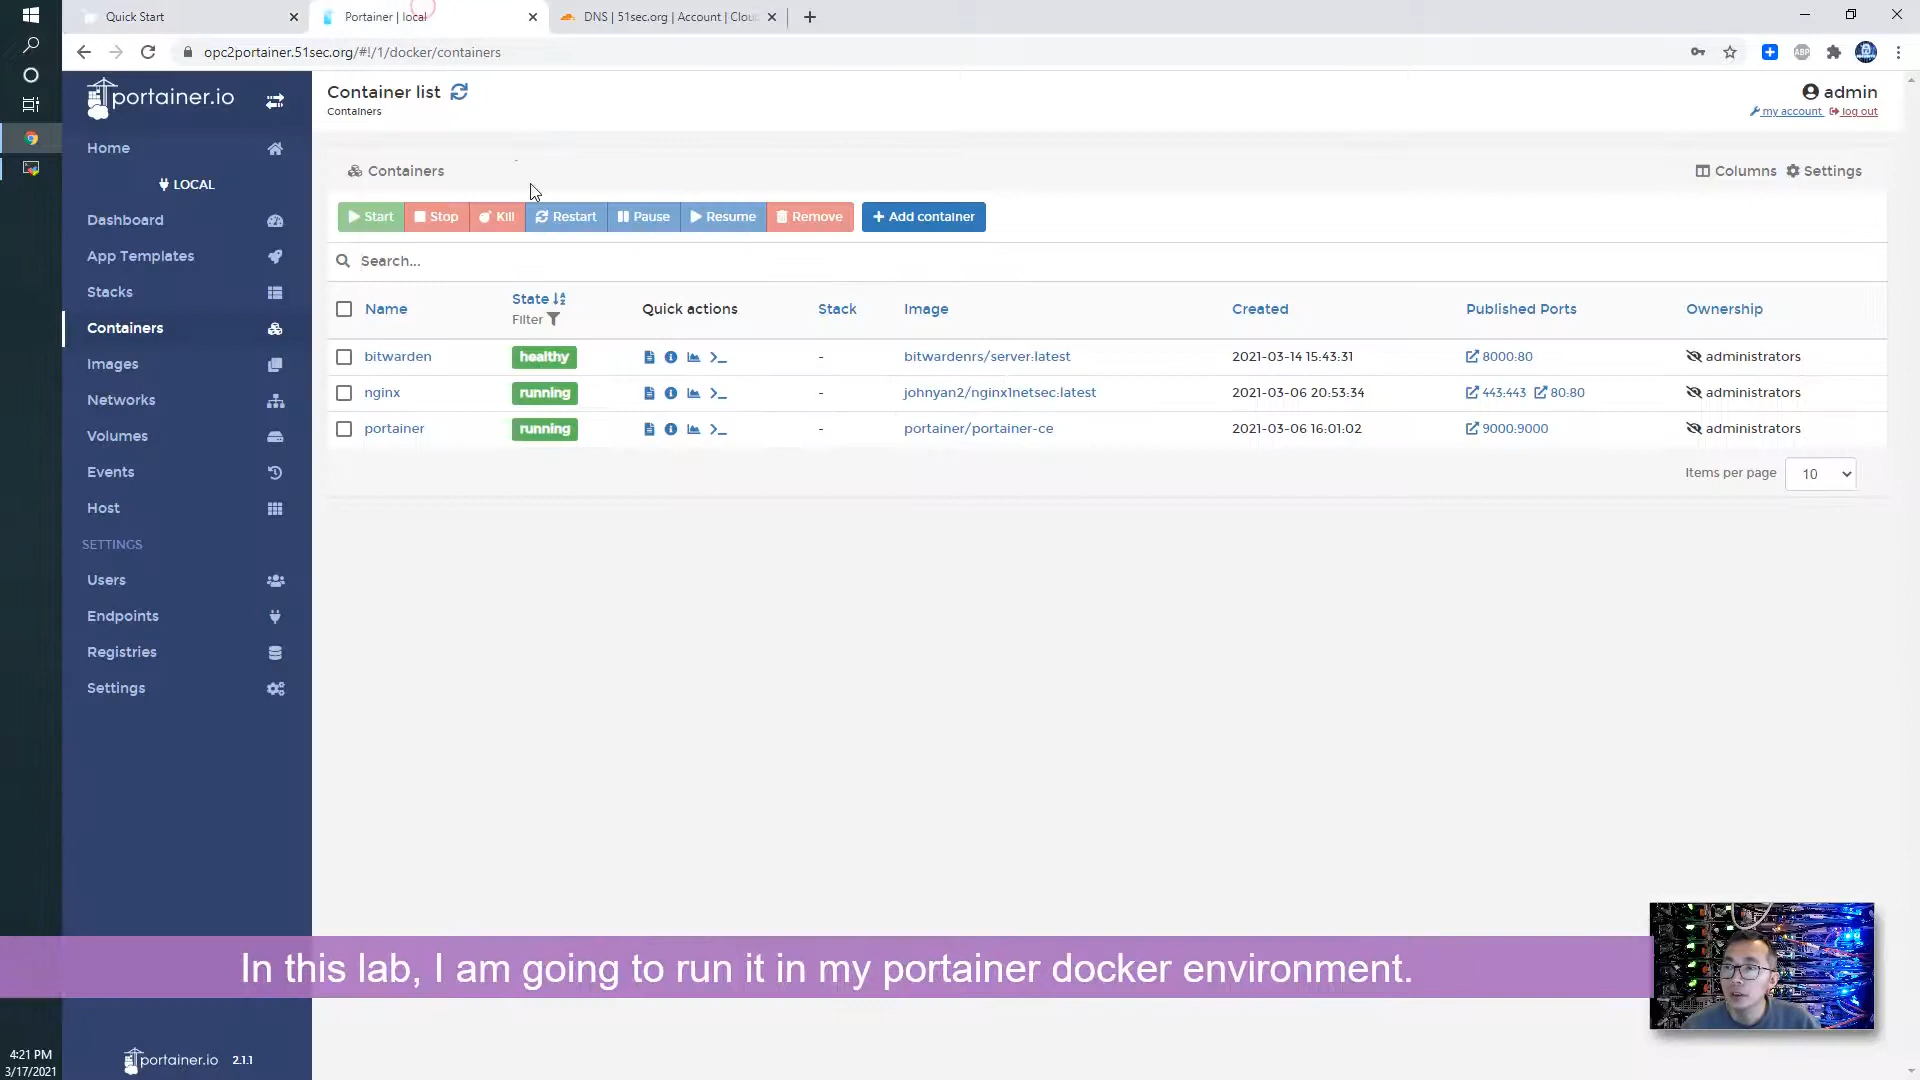 Quick Start
Portainer | local
DNS | 51sec.org | Account | Clou
opc2portainer.51sec.org/#!/1/docker/containers
ABP
portainer.io
Home
LOCAL
Dashboard
App Templates
Stacks
Containers
Images
Networks
Volumes
Events
Host
SETTINGS
Users
Endpoints
Registries
Settings
portainer.io 2.1.1
Container list
Containers
admin
my account log out
Containers
Columns Settings
Start Stop Kill Restart Pause Resume Remove Add container
Search...
Name State Filter Quick actions Stack Image Created Published Ports Ownership
bitwarden healthy - bitwardenrs/server:latest 2021-03-14 15:43:31 8000:80 administrators
nginx running - johnyan2/nginx1netsec:latest 2021-03-06 20:53:34 443:443 80:80 administrators
portainer running - portainer/portainer-ce 2021-03-06 16:01:02 9000:9000 administrators
Items per page 10
In this lab, I am going to run it in my portainer docker environment.
4:21 PM
3/17/2021